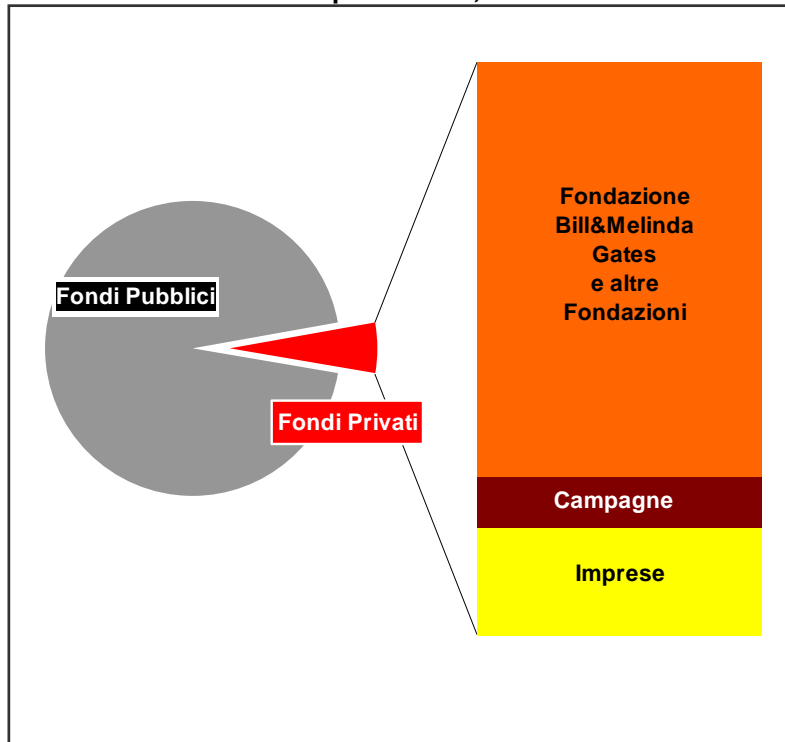 Fondazione
Bill&Melinda
Gates
e altre
Fondazioni
Fondi Pubblici
Fondi Privati
Campagne
Imprese